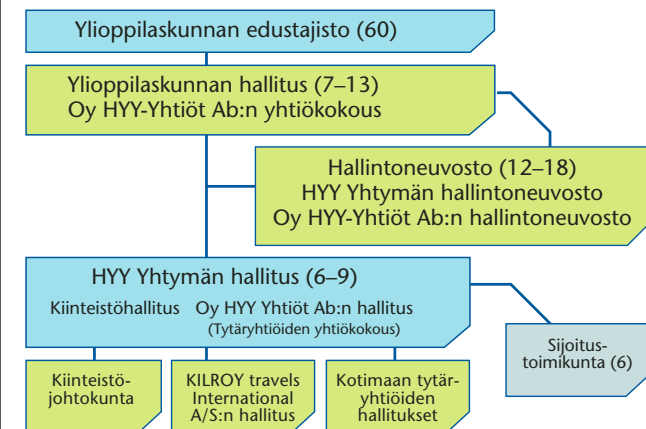 Ylioppilaskunnan edustajisto (60)
Ylioppilaskunnan hallitus (7–13)
Oy HYY-Yhtiöt Ab:n yhtiökokous
Hallintoneuvosto (12–18)
HYY Yhtymän hallintoneuvosto
Oy HYY-Yhtiöt Ab:n hallintoneuvosto
HYY Yhtymän hallitus (6–9)
Kiinteistöhallitus Oy HYY Yhtiöt Ab:n hallitus
(Tytäryhtiöiden yhtiökokous)
Sijoitus-
toimikunta (6)
Kiinteistö-
johtokunta
KILROY travels
International
A/S:n hallitus
Kotimaan tytär-
yhtiöiden
hallitukset